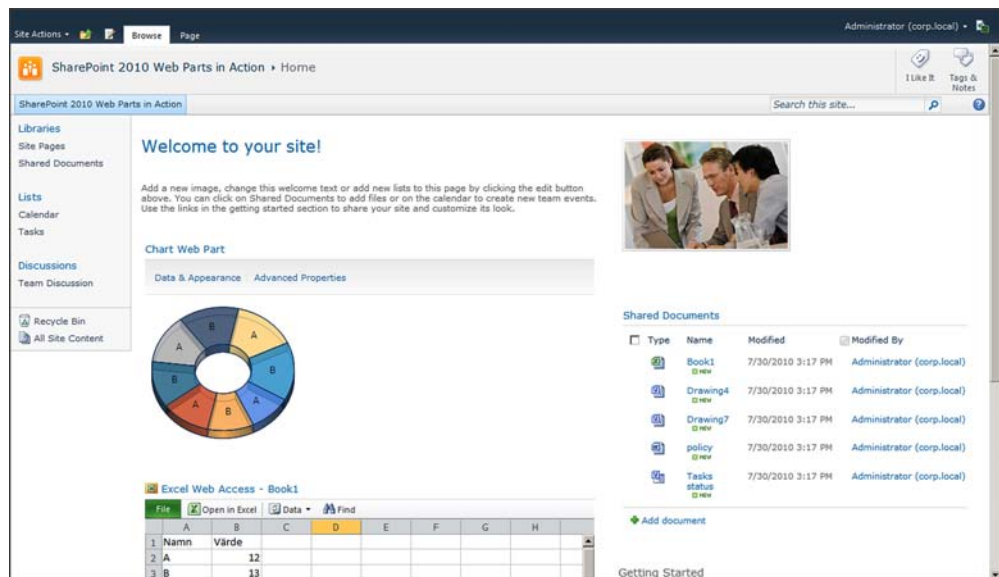 Site Actions
Browse
Page
Administrator (corp.local)
SharePoint 2010 Web Parts in Action ▸ Home
I Like It
Tags & Notes
SharePoint 2010 Web Parts in Action
Search this site...
Libraries
Site Pages
Shared Documents
Lists
Calendar
Tasks
Discussions
Team Discussion
Recycle Bin
All Site Content
Welcome to your site!
Add a new image, change this welcome text or add new lists to this page by clicking the edit button
above. You can click on Shared Documents to add files or on the calendar to create new team events.
Use the links in the getting started section to share your site and customize its look.
Chart Web Part
Data & Appearance Advanced Properties
B
A
A
B
B
A
A
B
Excel Web Access - Book1
File Open in Excel Data Find
A B C D E F G H
1 Namn Värde
2 A 12
3 B 13
Shared Documents
Type Name Modified Modified By
Book1 7/30/2010 3:17 PM Administrator (corp.local)
NEW
Drawing4 7/30/2010 3:17 PM Administrator (corp.local)
NEW
Drawing7 7/30/2010 3:17 PM Administrator (corp.local)
NEW
policy 7/30/2010 3:17 PM Administrator (corp.local)
NEW
Tasks status 7/30/2010 3:17 PM Administrator (corp.local)
NEW
Add document
Getting Started